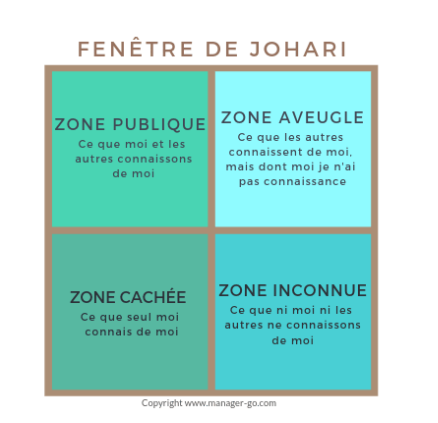 FENÊTRE DE JOHARI
ZONE PUBLIQUE
Ce que moi et les
autres connaissons
de moi
ZONE AVEUGLE
Ce que les autres
connaissent de moi,
mais dont moi je n'ai
pas connaissance
ZONE CACHÉE
Ce que seul moi
connais de moi
ZONE INCONNUE
Ce que ni moi ni les
autres ne connaissons
de moi
Copyright www.manager-go.com